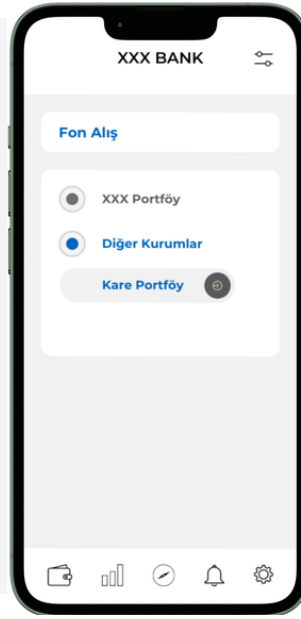 XXX BANK
Fon Alış
XXX Portföy
Diğer Kurumlar
Kare Portföy